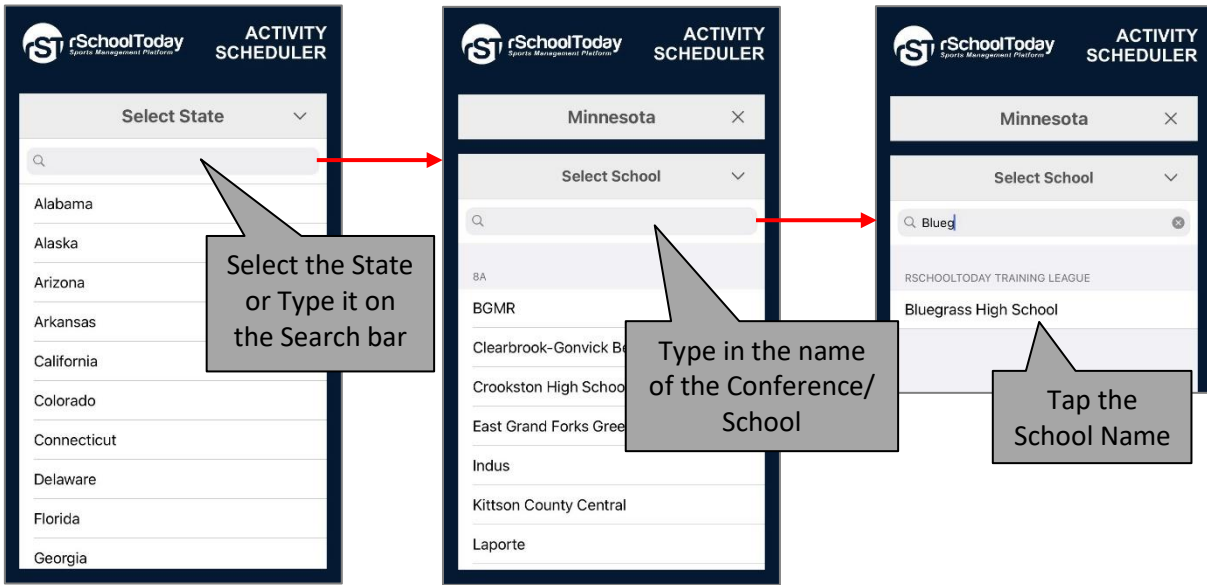 rST rSchoolToday
Sports Management Platform
ACTIVITY
SCHEDULER
Select State
Alabama
Alaska
Arizona
Arkansas
California
Colorado
Connecticut
Delaware
Florida
Georgia
Select the State
or Type it on
the Search bar
rST rSchoolToday
Sports Management Platform
ACTIVITY
SCHEDULER
Minnesota
Select School
8A
BGMR
Clearbrook-Gonvick Be
Crookston High Schoo
East Grand Forks Gree
Indus
Kittson County Central
Laporte
Type in the name
of the Conference/
School
rST rSchoolToday
Sports Management Platform
ACTIVITY
SCHEDULER
Minnesota
Select School
Blueg
RSCHOOLTODAY TRAINING LEAGUE
Bluegrass High School
Tap the
School Name